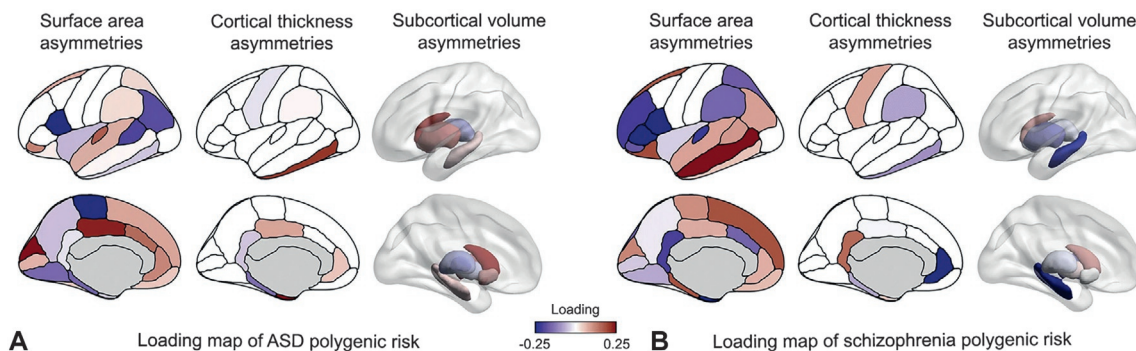 Surface area
asymmetries
Cortical thickness
asymmetries
Subcortical volume
asymmetries
Surface area
asymmetries
Cortical thickness
asymmetries
Subcortical volume
asymmetries
A
Loading map of ASD polygenic risk
Loading
-0.25 0.25
B
Loading map of schizophrenia polygenic risk